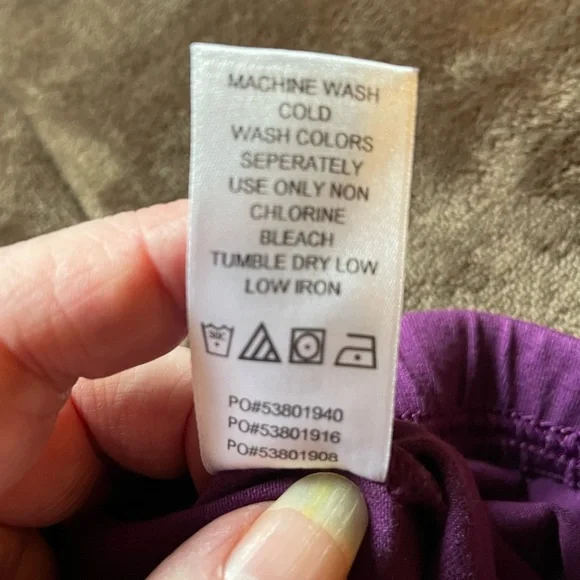 MACHINE WASH
COLD
WASH COLORS
SEPERATELY
USE ONLY NON
CHLORINE
BLEACH
TUMBLE DRY LOW
LOW IRON
30C
PO#53801940
PO#53801916
PO#53801908